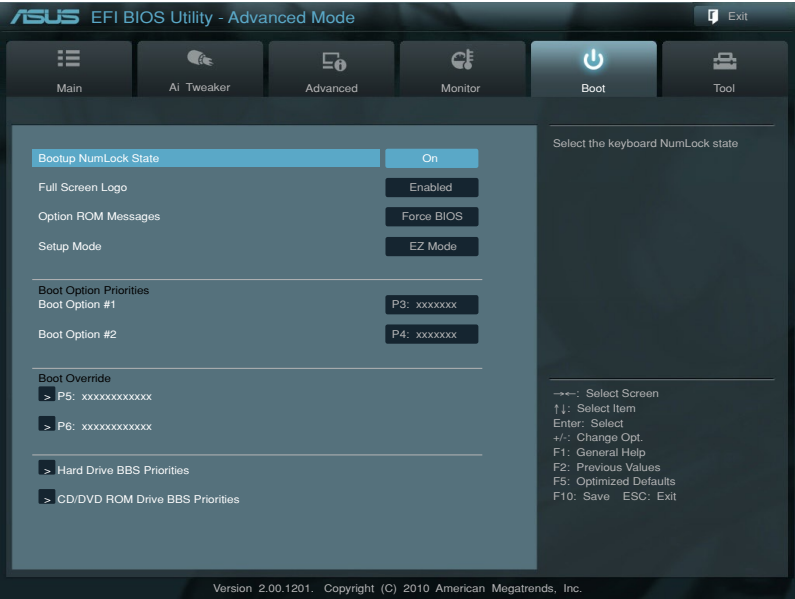 ASUS EFI BIOS Utility - Advanced Mode
Exit
Main
Ai Tweaker
Advanced
Monitor
Boot
Tool
Bootup NumLock State On
Full Screen Logo Enabled
Option ROM Messages Force BIOS
Setup Mode EZ Mode
Boot Option Priorities
Boot Option #1 P3: xxxxxxx
Boot Option #2 P4: xxxxxxx
Boot Override
> P5: xxxxxxxxxxxx
> P6: xxxxxxxxxxxx
> Hard Drive BBS Priorities
> CD/DVD ROM Drive BBS Priorities
Select the keyboard NumLock state
→←: Select Screen
↑↓: Select Item
Enter: Select
+/-: Change Opt.
F1: General Help
F2: Previous Values
F5: Optimized Defaults
F10: Save ESC: Exit
Version 2.00.1201. Copyright (C) 2010 American Megatrends, Inc.